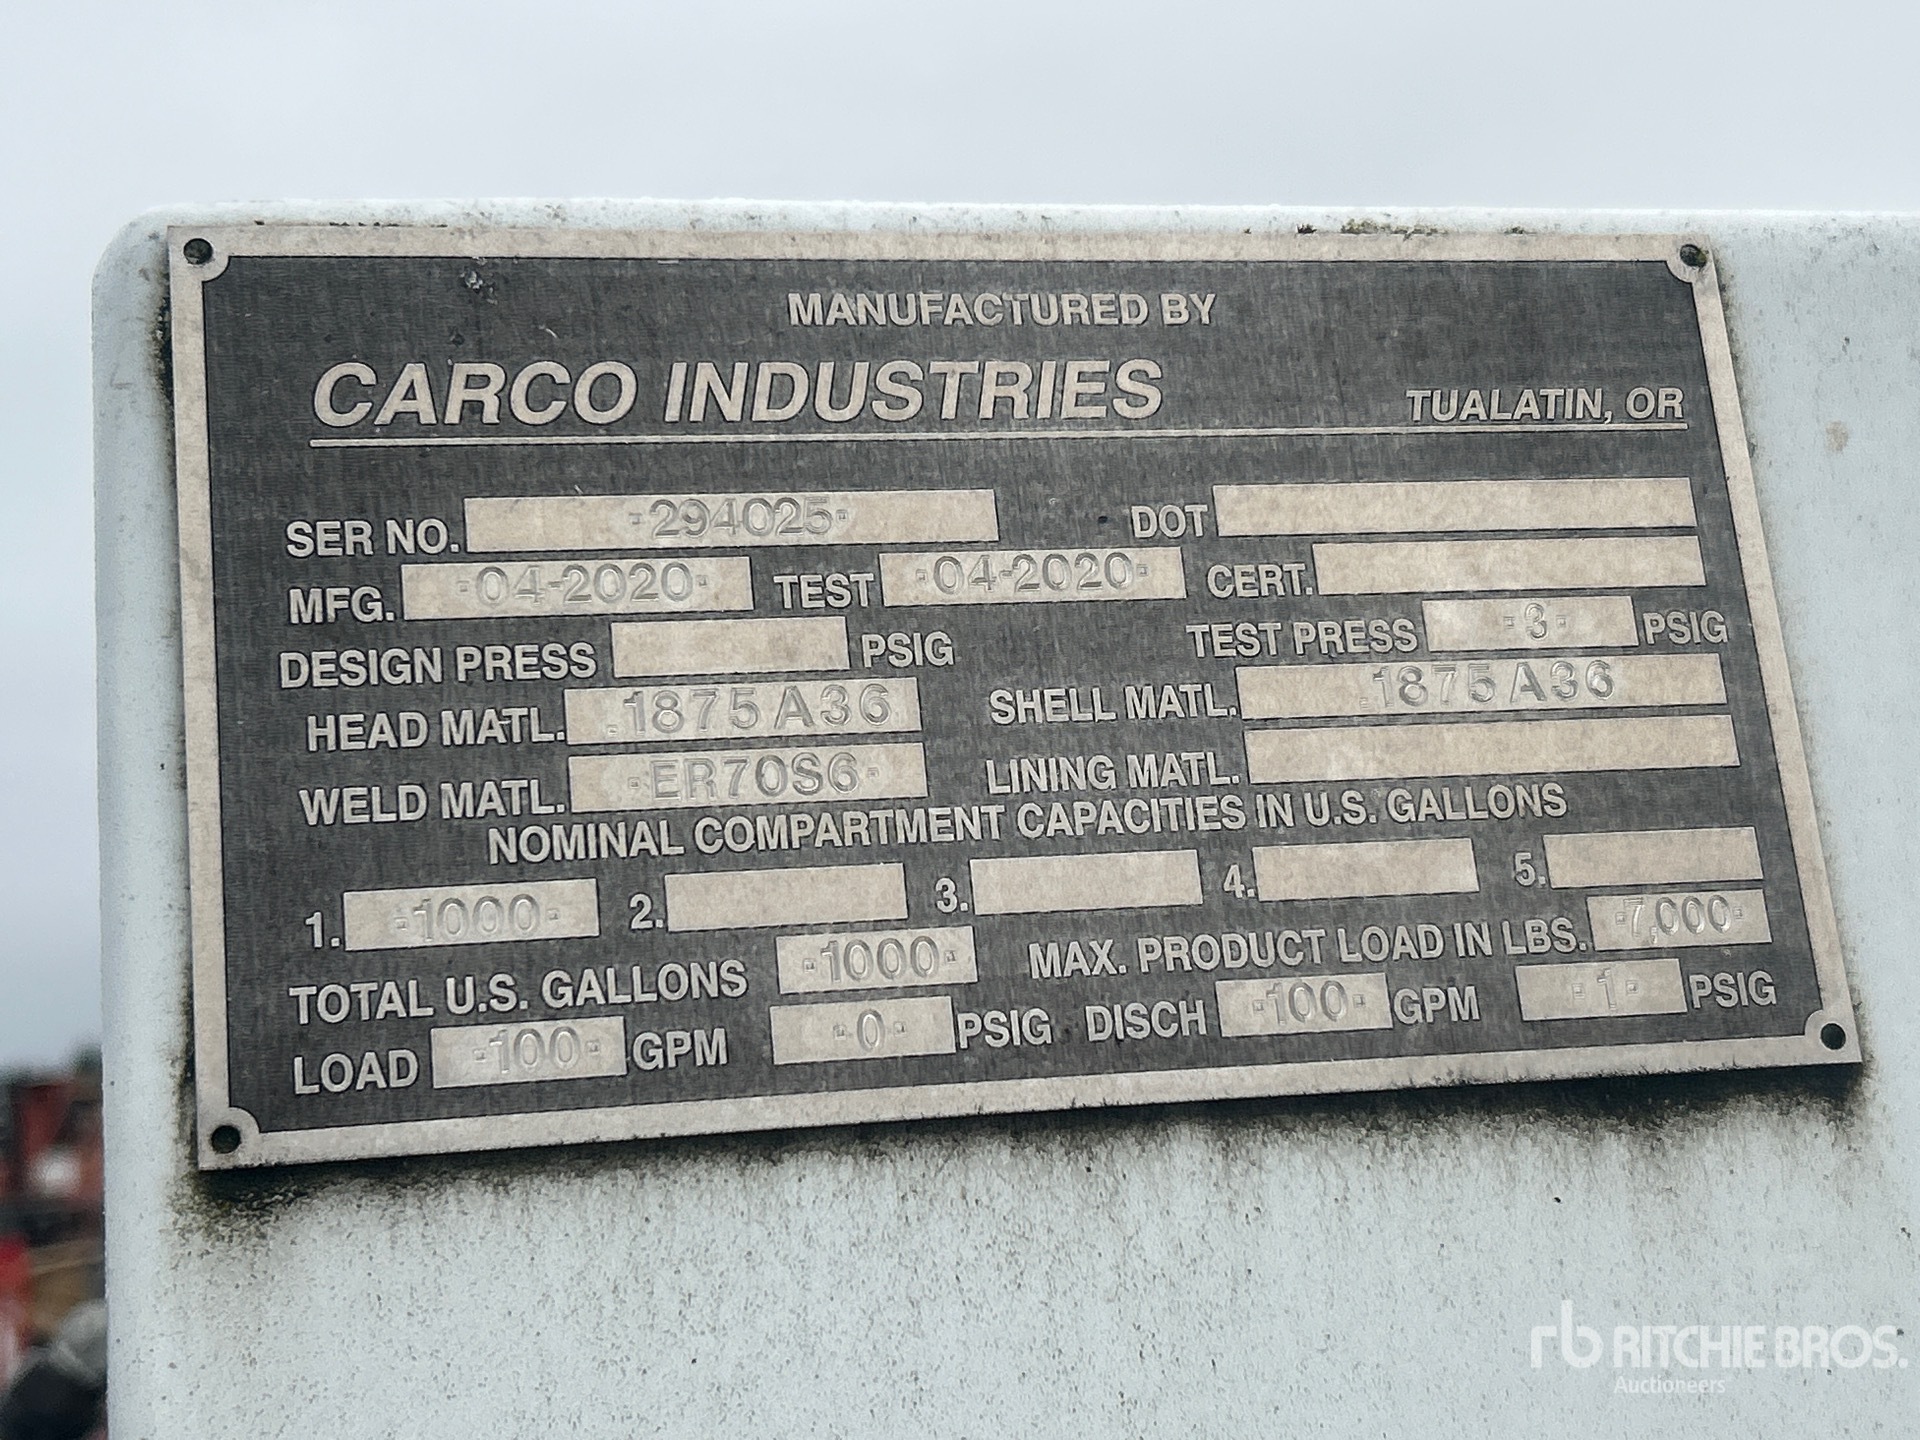 MANUFACTURED BY
CARCO INDUSTRIES TUALATIN, OR
SER NO. 294025 DOT
MFG. 04-2020 TEST 04-2020 CERT.
DESIGN PRESS PSIG TEST PRESS 3 PSIG
HEAD MATL. .1875 A36 SHELL MATL. .1875 A36
WELD MATL. ER70S6 LINING MATL.
NOMINAL COMPARTMENT CAPACITIES IN U.S. GALLONS
1. 1000 2. 3. 4. 5.
TOTAL U.S. GALLONS 1000 MAX. PRODUCT LOAD IN LBS. 7,000
LOAD 100 GPM 0 PSIG DISCH 100 GPM 1 PSIG
rb RITCHIE BROS.
Auctioneers